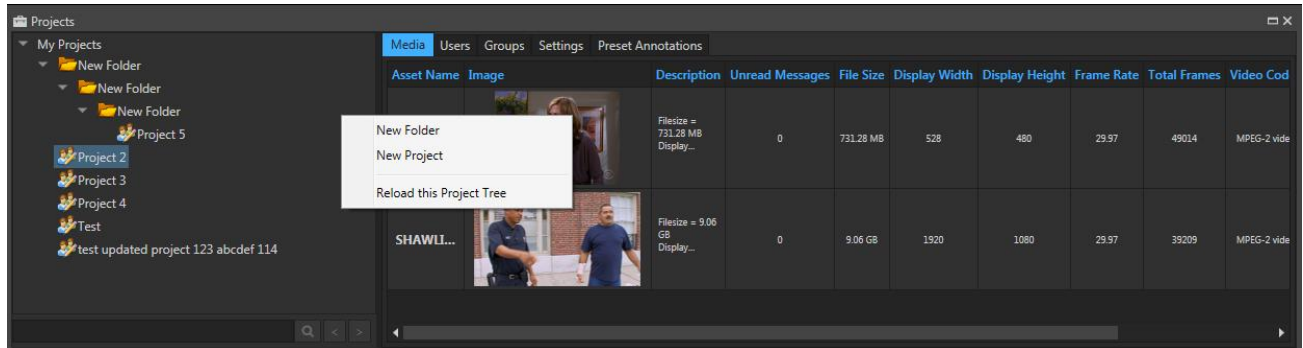 Projects
My Projects
New Folder
New Folder
New Folder
Project 5
Project 2
Project 3
Project 4
Test
test updated project 123 abcdef 114
New Folder
New Project
Reload this Project Tree
Media Users Groups Settings Preset Annotations
Asset Name Image Description Unread Messages File Size Display Width Display Height Frame Rate Total Frames Video Cod
Filesize =
731.28 MB
Display...
0 731.28 MB 528 480 29.97 49014 MPEG-2 vide
SHAWLI...
Filesize = 9.06
GB
Display...
0 9.06 GB 1920 1080 29.97 39209 MPEG-2 vide